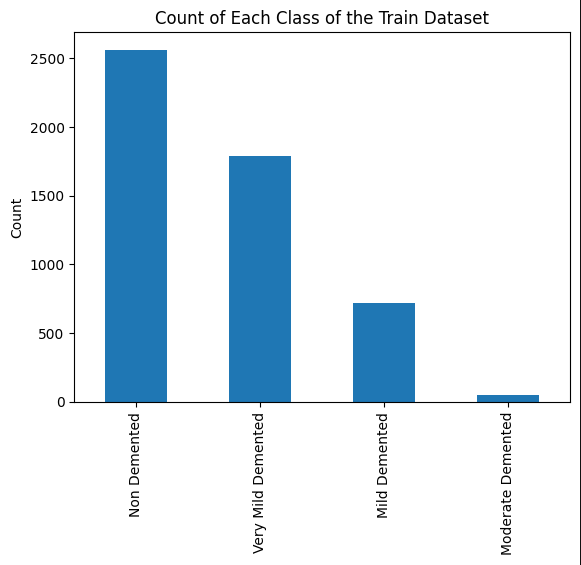 Count of Each Class of the Train Dataset
Count
2500
2000
1500
1000
500
0
Non Demented
Very Mild Demented
Mild Demented
Moderate Demented